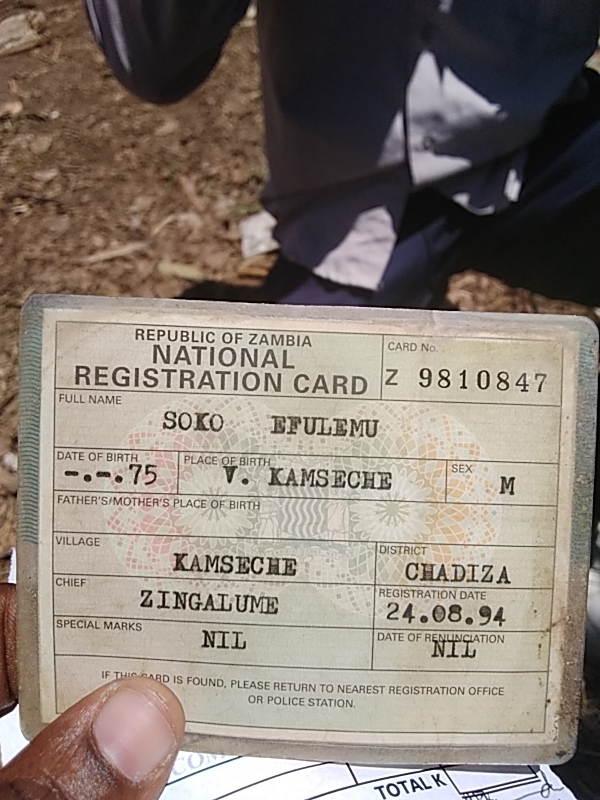 REPUBLIC OF ZAMBIA
NATIONAL
REGISTRATION CARD
CARD No.
Z 9810847
FULL NAME
SOKO EFULEMU
DATE OF BIRTH
-.-.75
PLACE OF BIRTH
V. KAMSECHE
SEX
M
FATHER'S/MOTHER'S PLACE OF BIRTH
VILLAGE
KAMSECHE
DISTRICT
CHADIZA
CHIEF
ZINGALUME
REGISTRATION DATE
24.08.94
SPECIAL MARKS
NIL
DATE OF RENUNCIATION
NIL
IF THIS CARD IS FOUND, PLEASE RETURN TO NEAREST REGISTRATION OFFICE
OR POLICE STATION.
TOTAL K